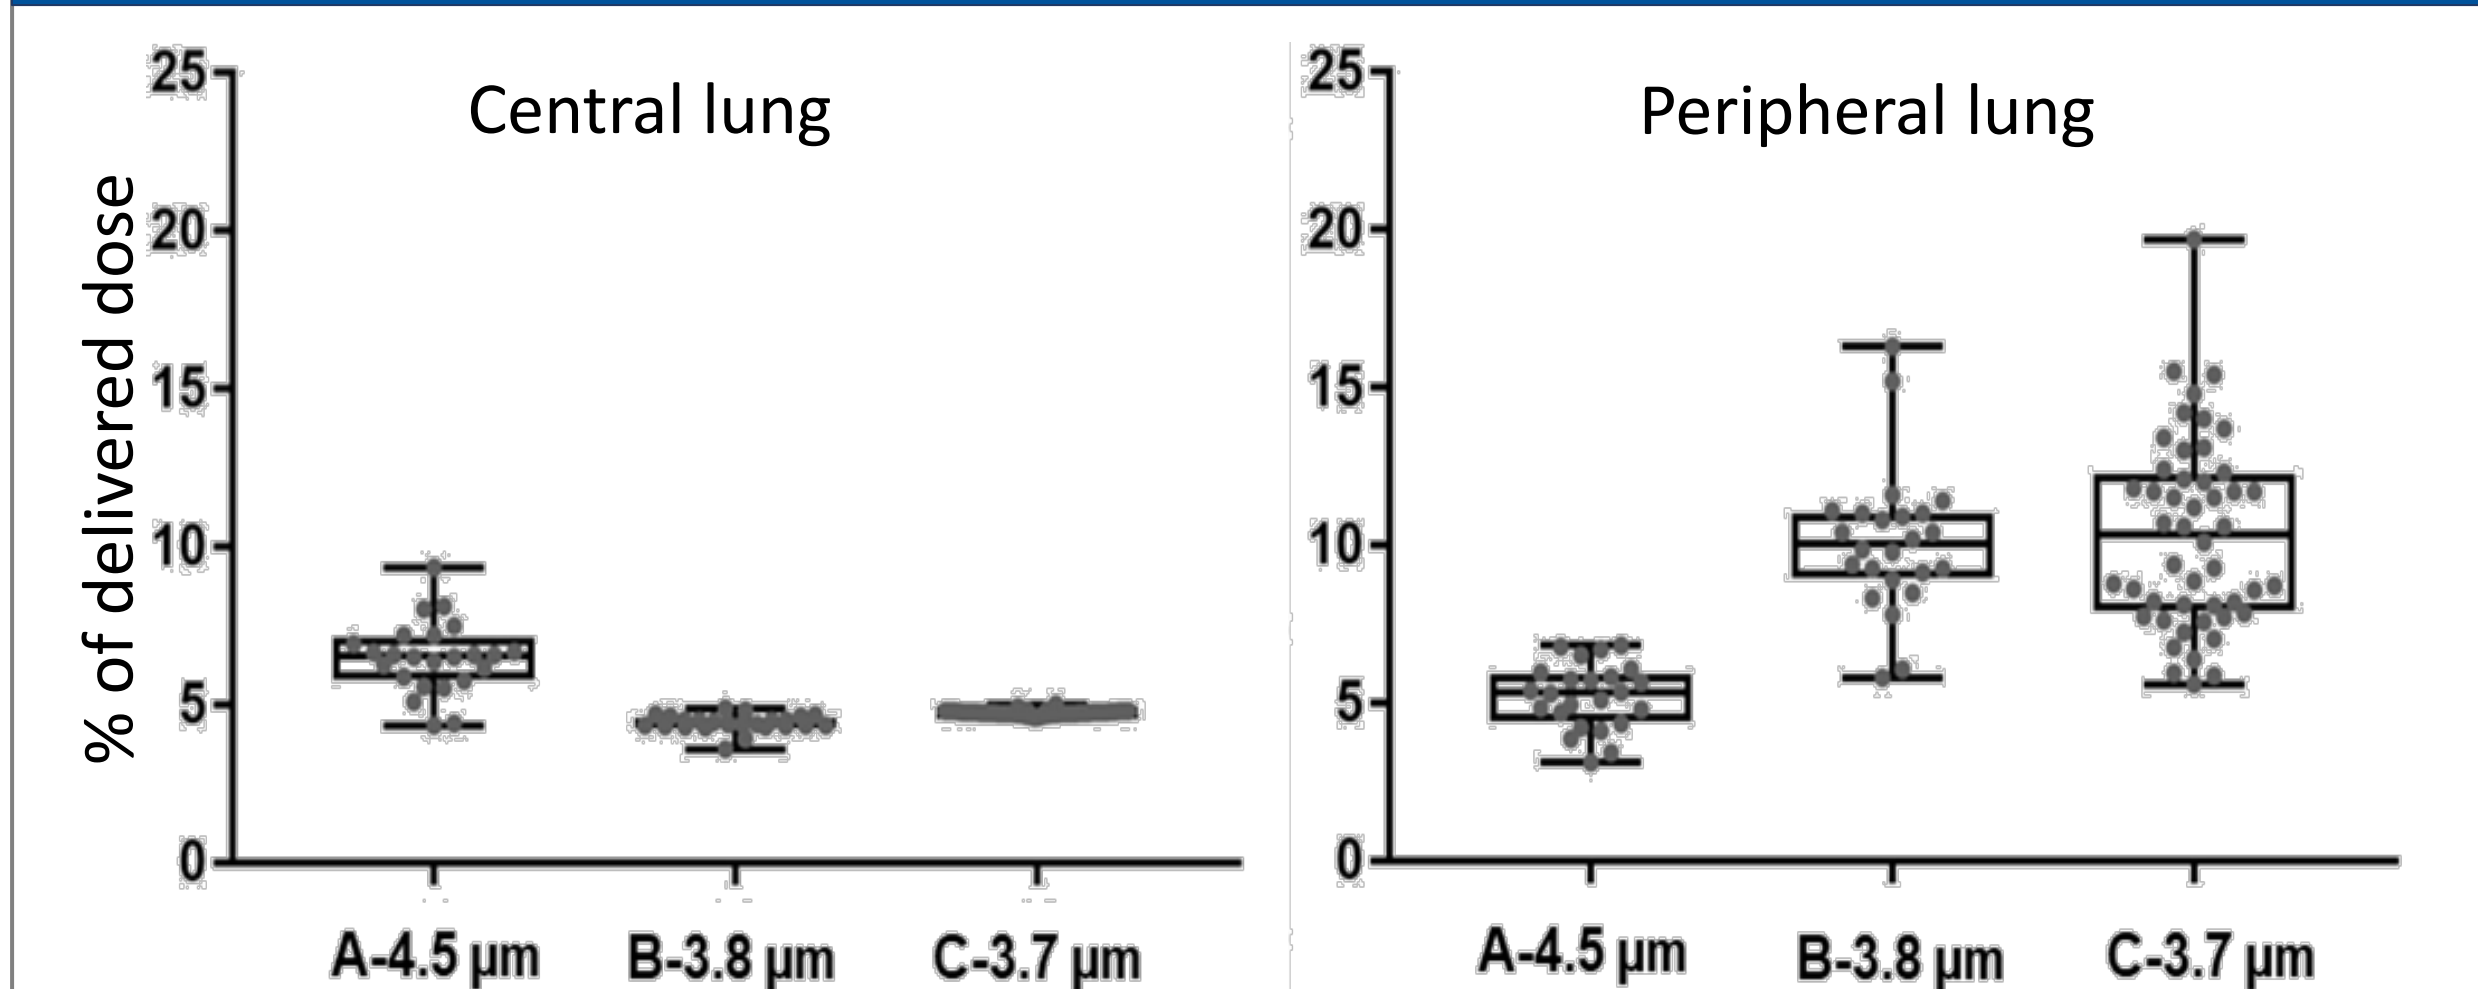 Central lung
% of delivered dose
25
20
15
10
5
0
A-4.5 µm
B-3.8 µm
C-3.7 µm
Peripheral lung
25
20
15
10
5
0
A-4.5 µm
B-3.8 µm
C-3.7 µm